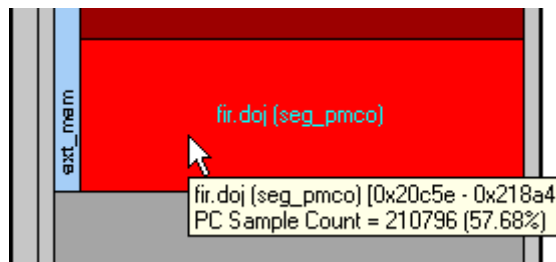 ext_mem
fir.doj (seg_pmco)
fir.doj (seg_pmco) [0x20c5e - 0x218a4
PC Sample Count = 210796 (57.68%)